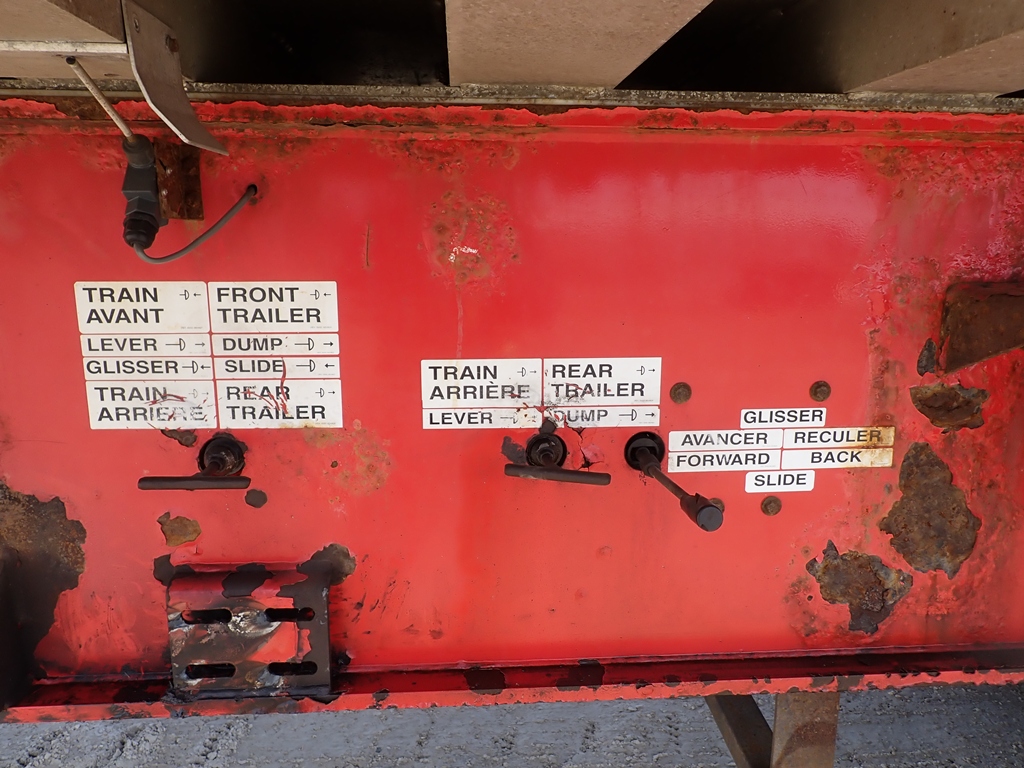 TRAIN
AVANT
FRONT
TRAILER
LEVER
DUMP
GLISSER
SLIDE
TRAIN
ARRIÈRE
REAR
TRAILER
TRAIN
ARRIÈRE
REAR
TRAILER
LEVER
DUMP
GLISSER
AVANCER
RECULER
FORWARD
BACK
SLIDE